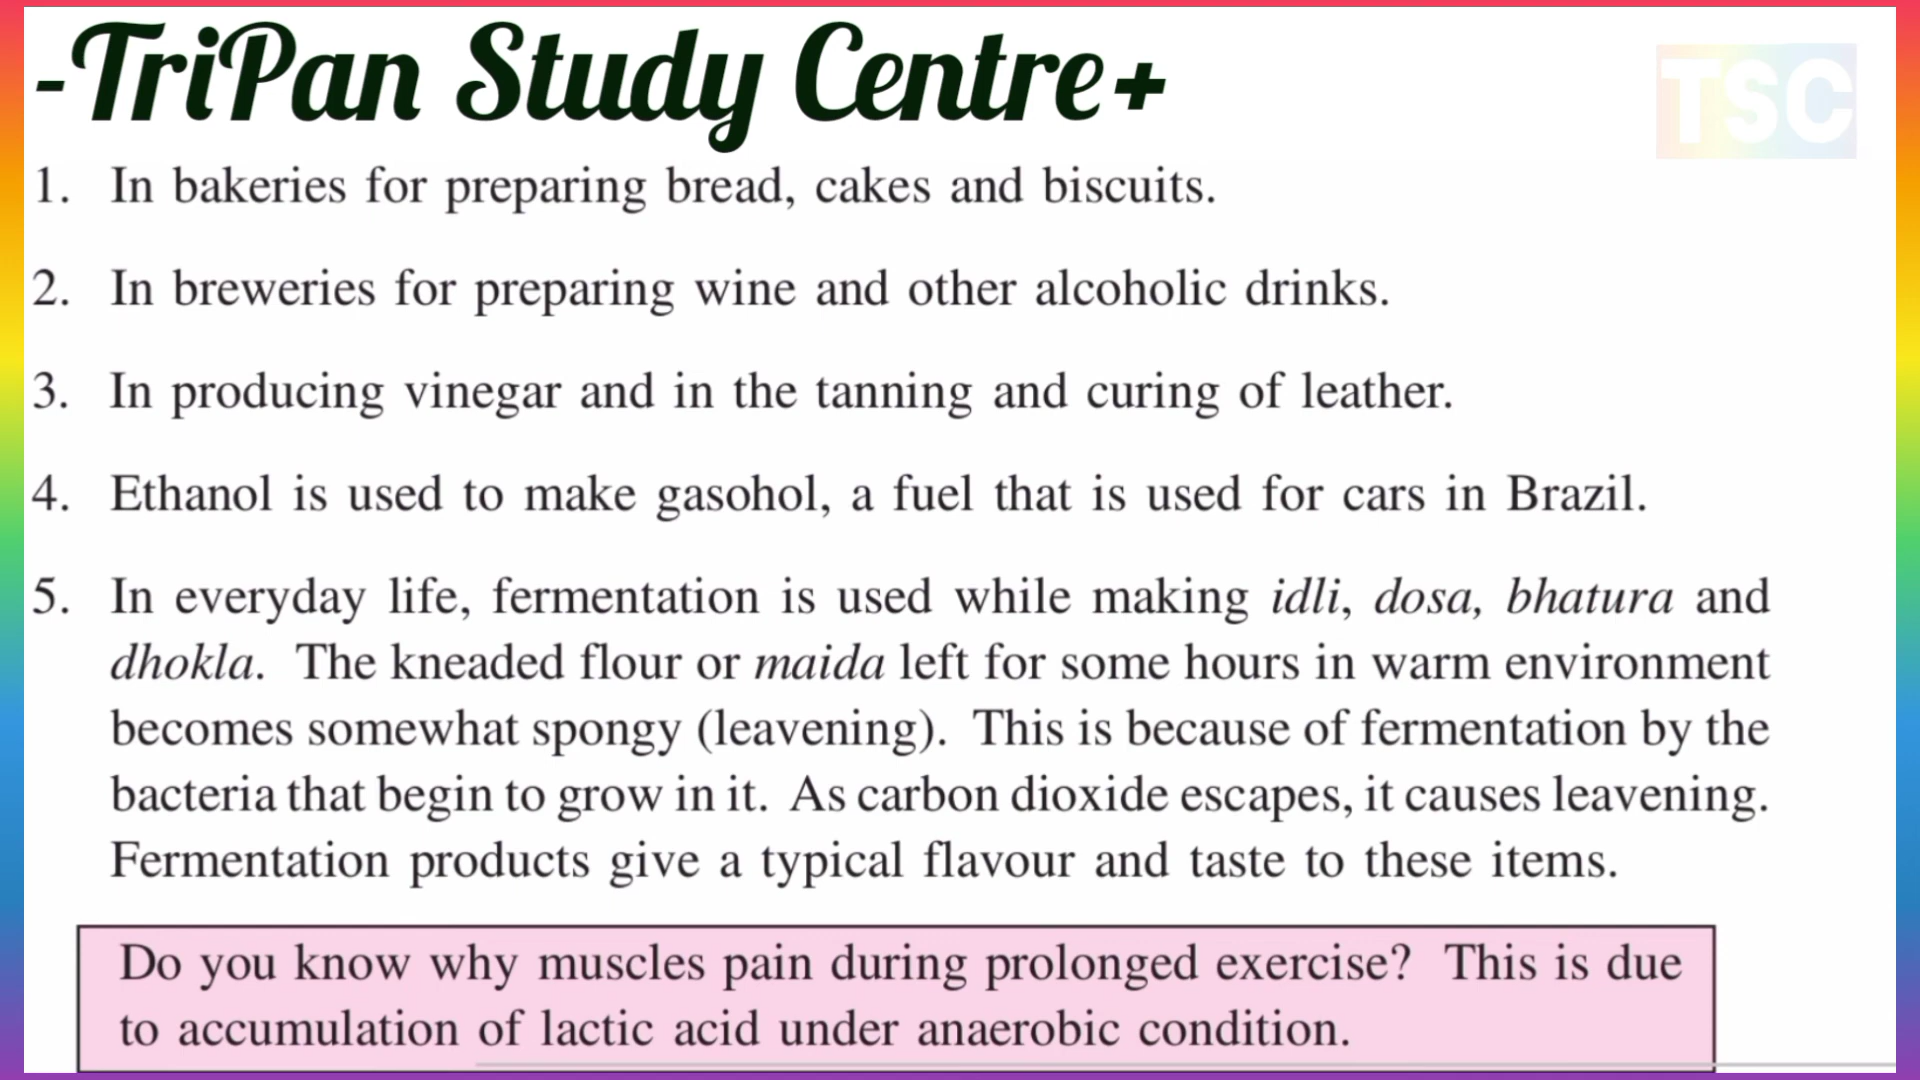 -TriPan Study Centre+
TSC
1. In bakeries for preparing bread, cakes and biscuits.
2. In breweries for preparing wine and other alcoholic drinks.
3. In producing vinegar and in the tanning and curing of leather.
4. Ethanol is used to make gasohol, a fuel that is used for cars in Brazil.
5. In everyday life, fermentation is used while making idli, dosa, bhatura and
dhokla. The kneaded flour or maida left for some hours in warm environment
becomes somewhat spongy (leavening). This is because of fermentation by the
bacteria that begin to grow in it. As carbon dioxide escapes, it causes leavening.
Fermentation products give a typical flavour and taste to these items.
Do you know why muscles pain during prolonged exercise? This is due
to accumulation of lactic acid under anaerobic condition.